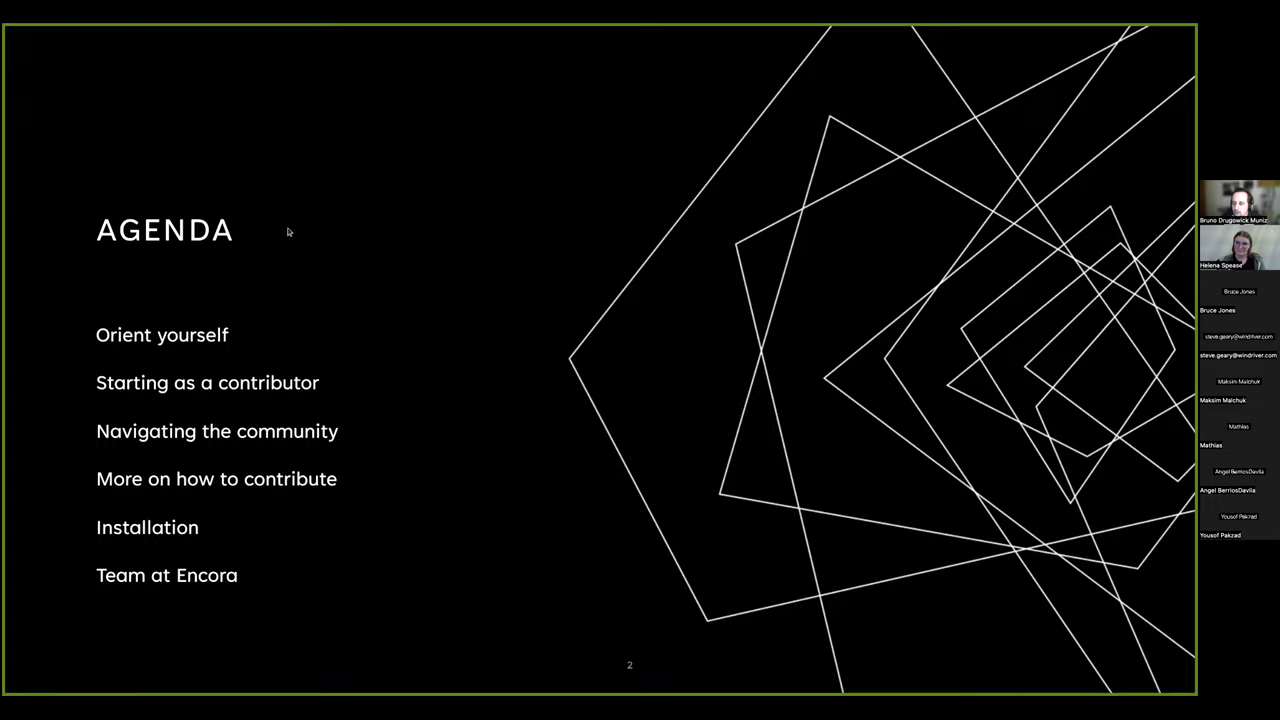 AGENDA
Orient yourself
Starting as a contributor
Navigating the community
More on how to contribute
Installation
Team at Encora
2
Bruno Drugowick Muniz
Helena Spease
Bruce Jones
Bruce Jones
steve.geary@windriver.com
steve.geary@windriver.com
Maksim Malchuk
Maksim Malchuk
Mathias
Mathias
Angel BerriosDavila
Angel BerriosDavila
Yousof Pakzad
Yousof Pakzad